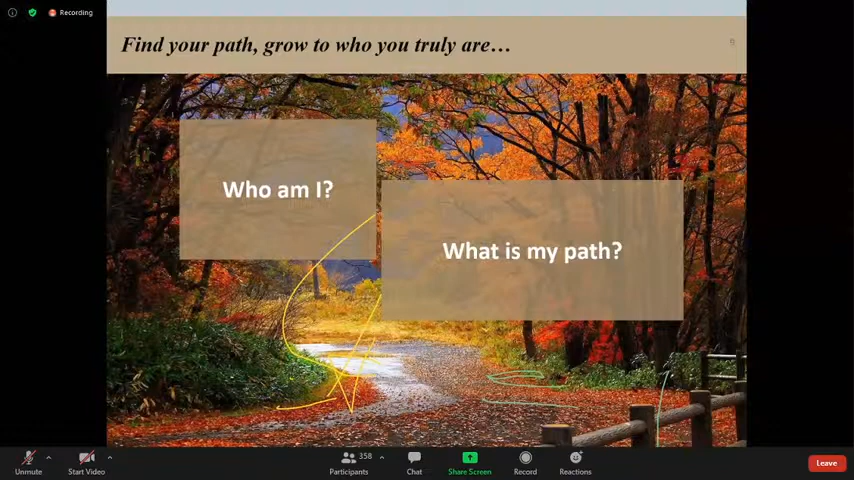 Recording
Find your path, grow to who you truly are...
9
Who am I?
What is my path?
358
Unmute
Start Video
Participants
Chat
Share Screen
Record
Reactions
Leave